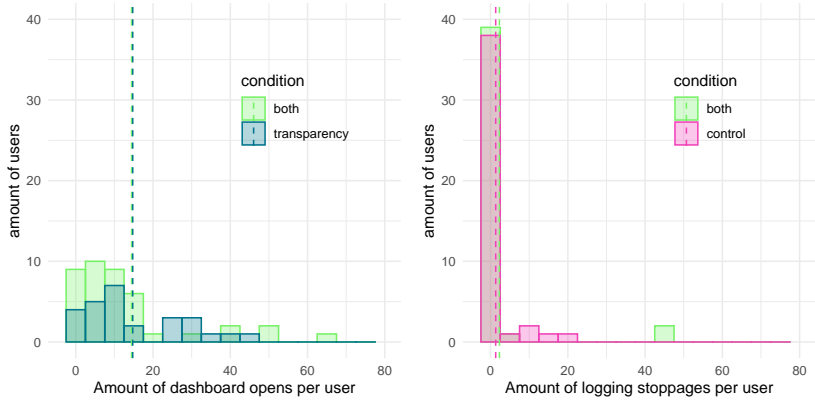 40
30
20
10
0
amount of users
condition
both
transparency
0
20
40
60
80
Amount of dashboard opens per user
40
30
20
10
0
amount of users
condition
both
control
0
20
40
60
80
Amount of logging stoppages per user